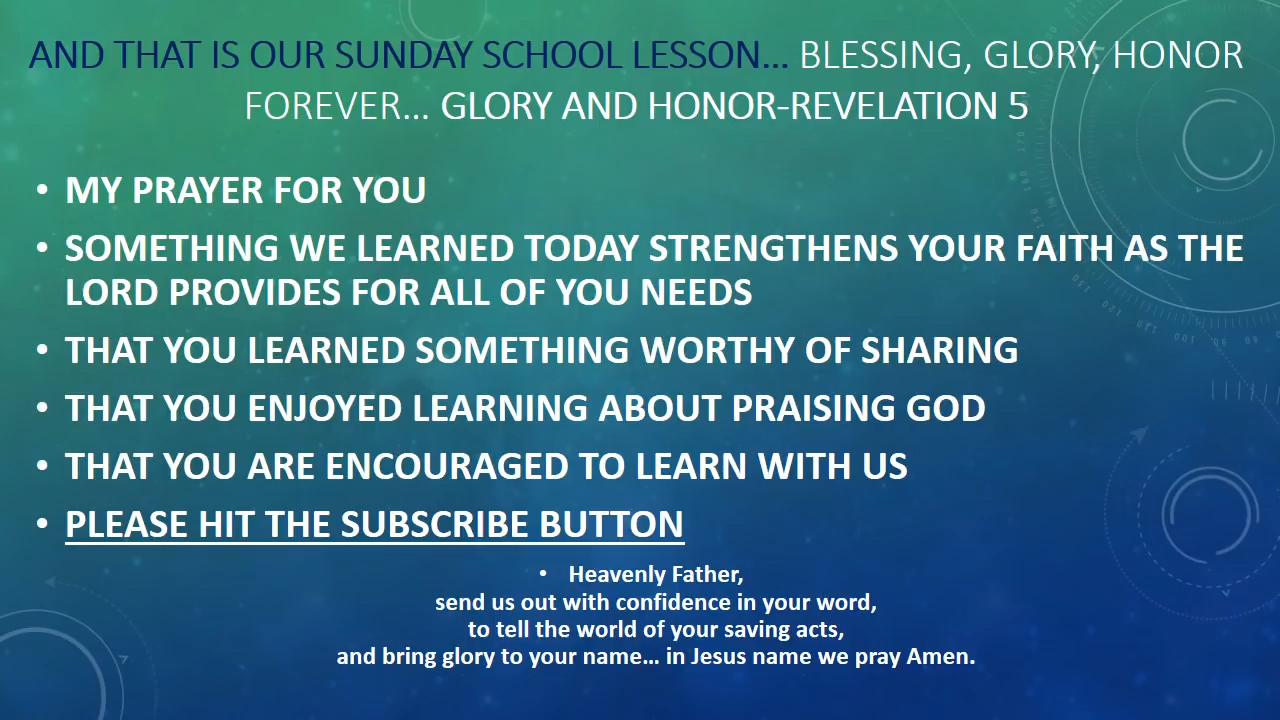 AND THAT IS OUR SUNDAY SCHOOL LESSON... BLESSING, GLORY, HONOR
FOREVER... GLORY AND HONOR-REVELATION 5
• MY PRAYER FOR YOU
• SOMETHING WE LEARNED TODAY STRENGTHENS YOUR FAITH AS THE
LORD PROVIDES FOR ALL OF YOU NEEDS
• THAT YOU LEARNED SOMETHING WORTHY OF SHARING
• THAT YOU ENJOYED LEARNING ABOUT PRAISING GOD
• THAT YOU ARE ENCOURAGED TO LEARN WITH US
• PLEASE HIT THE SUBSCRIBE BUTTON
• Heavenly Father,
send us out with confidence in your word,
to tell the world of your saving acts,
and bring glory to your name... in Jesus name we pray Amen.